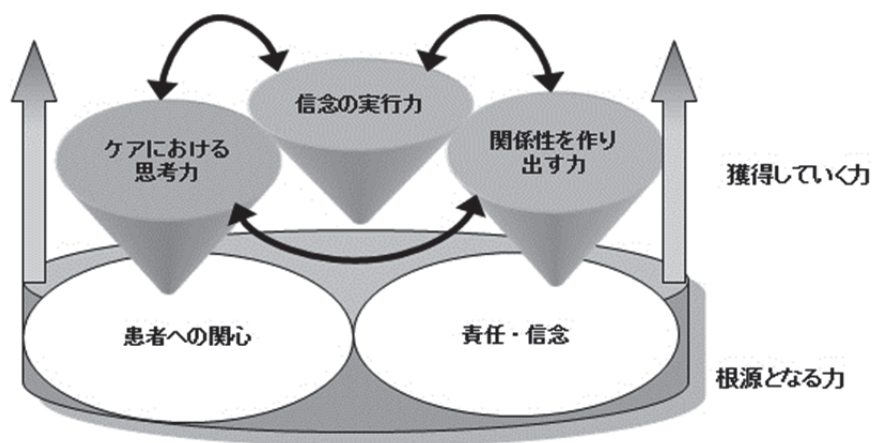 信念の実行力
ケアにおける
思考力
関係性を作り
出す力
獲得していく力
患者への関心
責任・信念
根源となる力